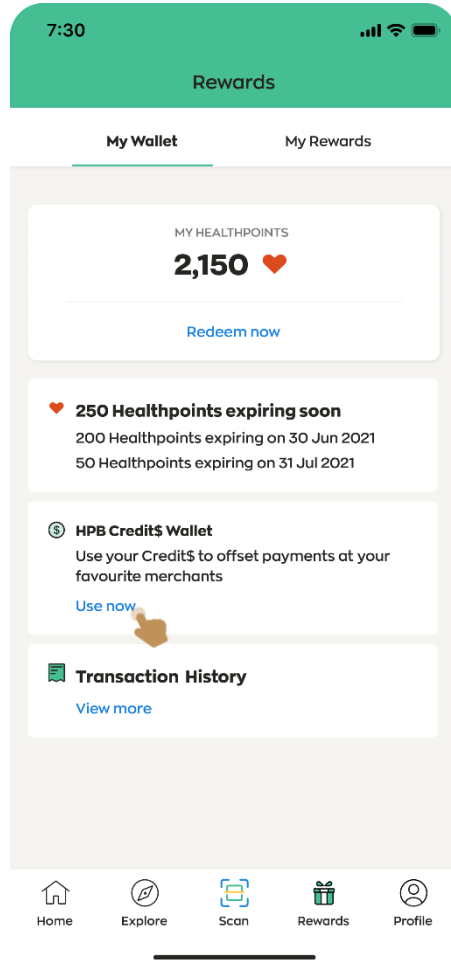 7:30
Rewards
My Wallet
My Rewards
MY HEALTHPOINTS
2,150
Redeem now
250 Healthpoints expiring soon
200 Healthpoints expiring on 30 Jun 2021
50 Healthpoints expiring on 31 Jul 2021
$ HPB Credit$ Wallet
Use your Credit$ to offset payments at your
favourite merchants
Use now
Transaction History
View more
Home
Explore
Scan
Rewards
Profile